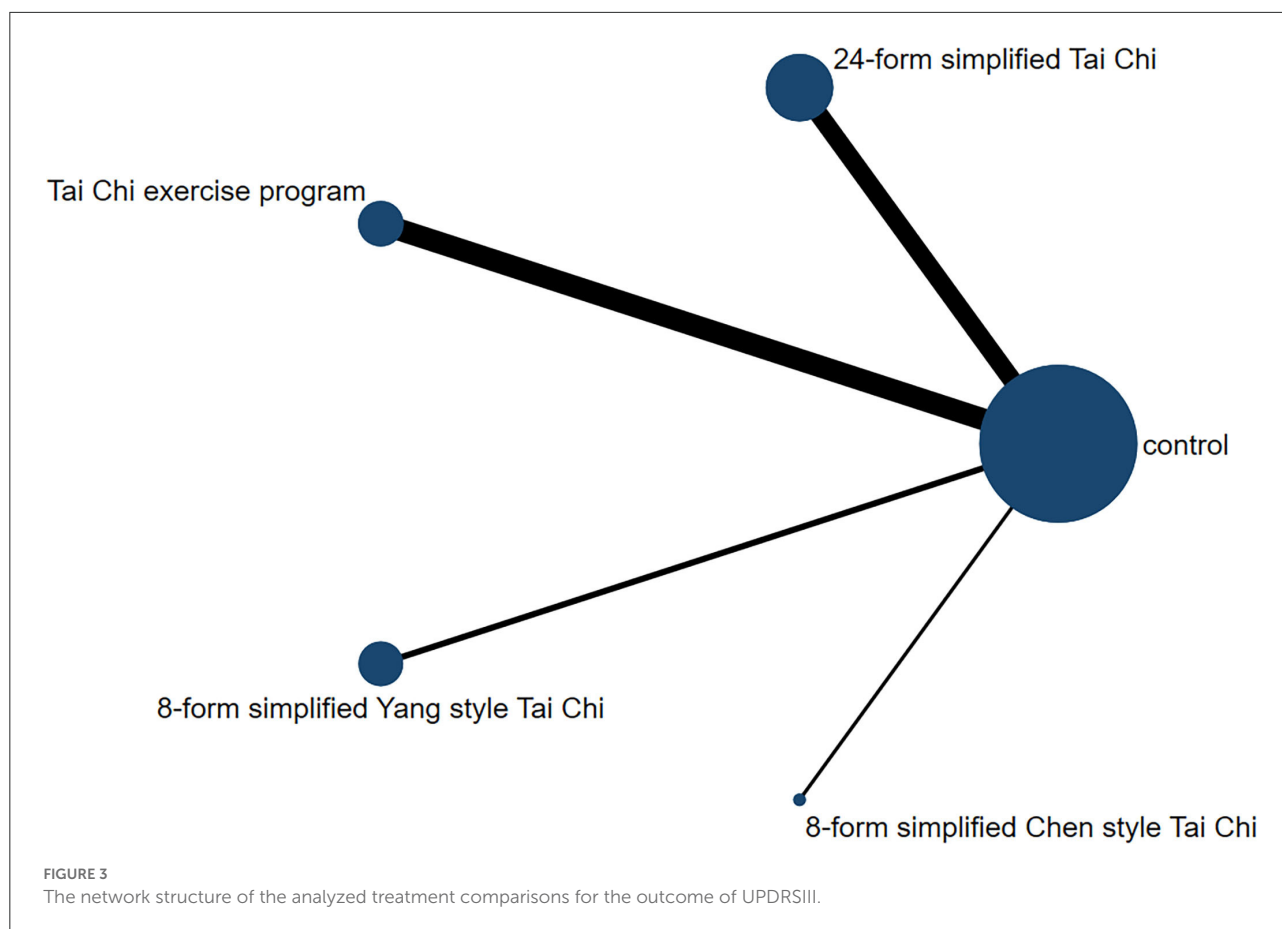 24-form simplified Tai Chi
Tai Chi exercise program
control
8-form simplified Yang style Tai Chi
8-form simplified Chen style Tai Chi
FIGURE 3
The network structure of the analyzed treatment comparisons for the outcome of UPDRSIII.